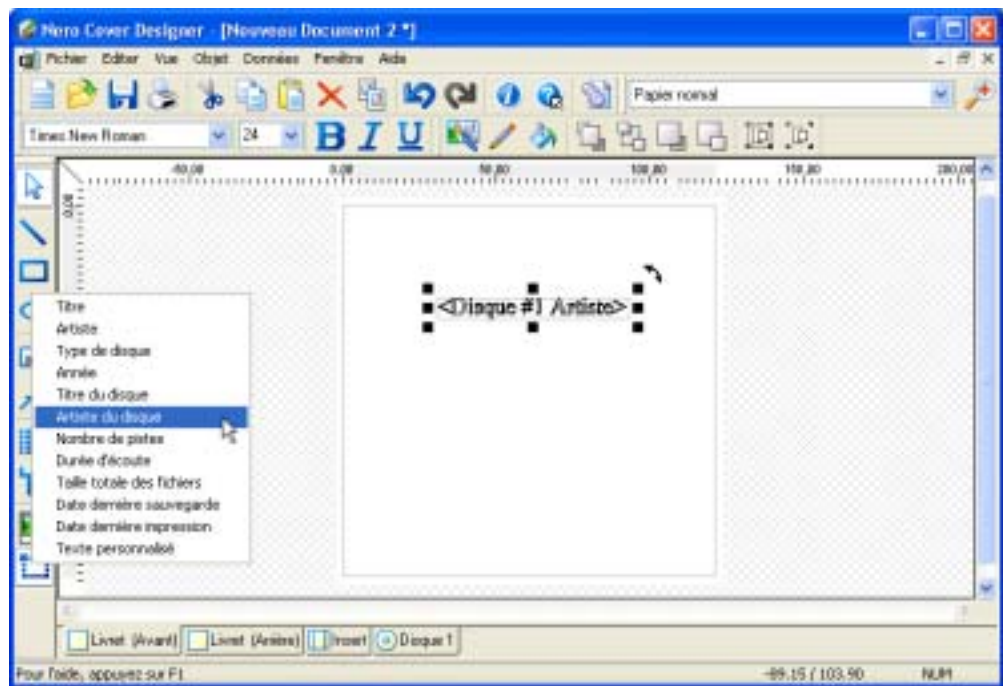 Nero Cover Designer - [Nouveau Document 2 *]
Fichier Editer Vue Objet Données Fenêtre Aide
Papier normal
Times New Roman 24 B I U
-50,00 0,00 50,00 100,00 150,00 200,00
0,00
<Disque #1 Artiste>
Titre
Artiste
Type de disque
Année
Titre du disque
Artiste du disque
Nombre de pistes
Durée d'écoute
Taille totale des fichiers
Date dernière sauvegarde
Date dernière impression
Texte personnalisé
Livret (Avant) Livret (Arrière) Insert Disque 1
Pour l'aide, appuyez sur F1 -89.15 / 103.90 NUM